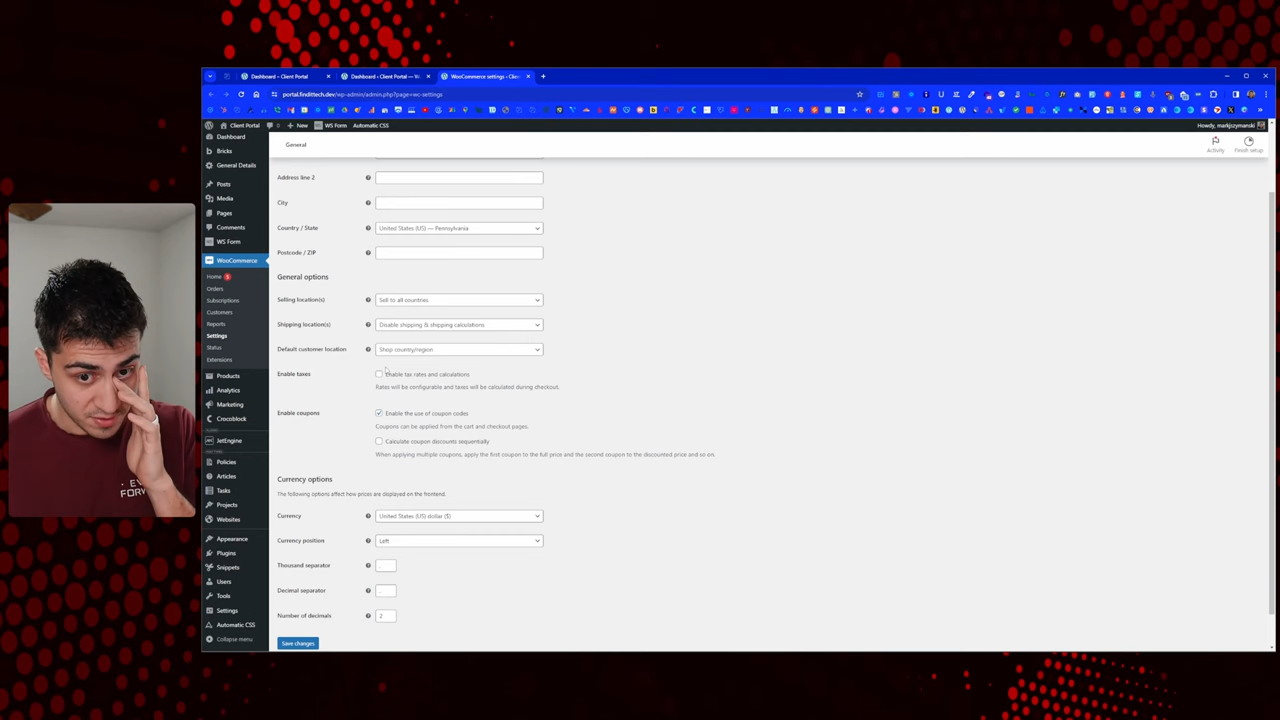 Dashboard – Client Portal
Dashboard ‹ Client Portal — W
WooCommerce settings ‹ Clien
portal.findittech.dev/wp-admin/admin.php?page=wc-settings
Client Portal
0
New
WS Form
Automatic CSS
Howdy, markjszymanski
Dashboard
Bricks
General Details
Posts
Media
Pages
Comments
WS Form
WooCommerce
Home 5
Orders
Subscriptions
Customers
Reports
Settings
Status
Extensions
Products
Analytics
Marketing
Crocoblock
JetEngine
Policies
Articles
Tasks
Projects
Websites
Appearance
Plugins
Snippets
Users
Tools
Settings
Automatic CSS
Collapse menu
General
Activity
Finish setup
Address line 2
City
Country / State
United States (US) — Pennsylvania
Postcode / ZIP
General options
Selling location(s)
Sell to all countries
Shipping location(s)
Disable shipping & shipping calculations
Default customer location
Shop country/region
Enable taxes
Enable tax rates and calculations
Rates will be configurable and taxes will be calculated during checkout.
Enable coupons
Enable the use of coupon codes
Coupons can be applied from the cart and checkout pages.
Calculate coupon discounts sequentially
When applying multiple coupons, apply the first coupon to the full price and the second coupon to the discounted price and so on.
Currency options
The following options affect how prices are displayed on the frontend.
Currency
United States (US) dollar ($)
Currency position
Left
Thousand separator
Decimal separator
.
Number of decimals
2
Save changes